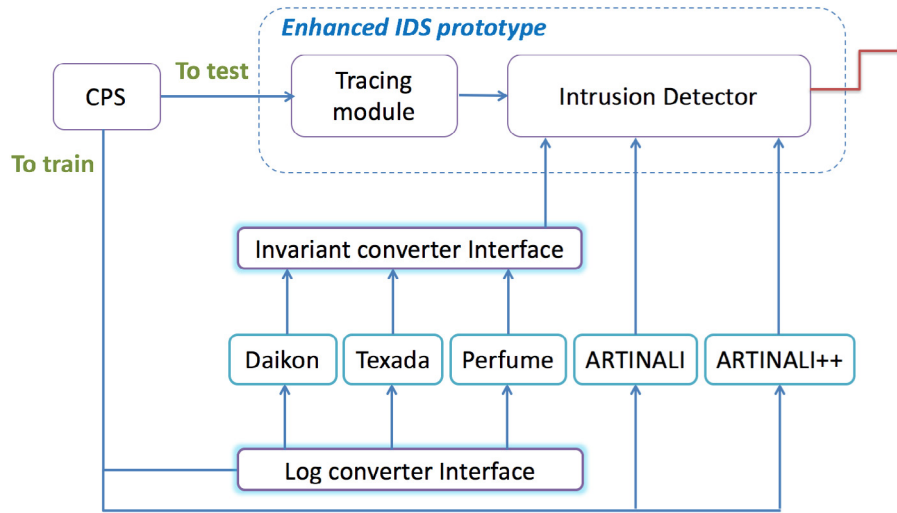 Enhanced IDS prototype
To test
CPS
Tracing
module
Intrusion Detector
To train
Invariant converter Interface
Daikon
Texada
Perfume
ARTINALI
ARTINALI++
Log converter Interface